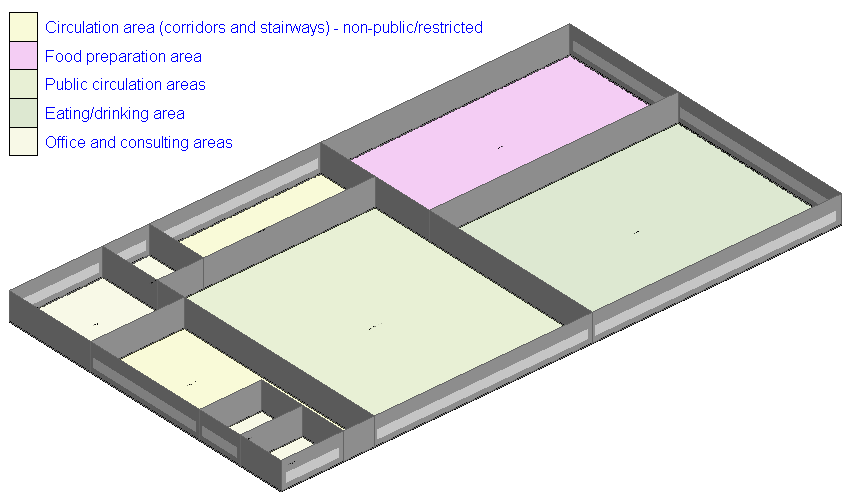 Circulation area (corridors and stairways) - non-public/restricted
Food preparation area
Public circulation areas
Eating/drinking area
Office and consulting areas